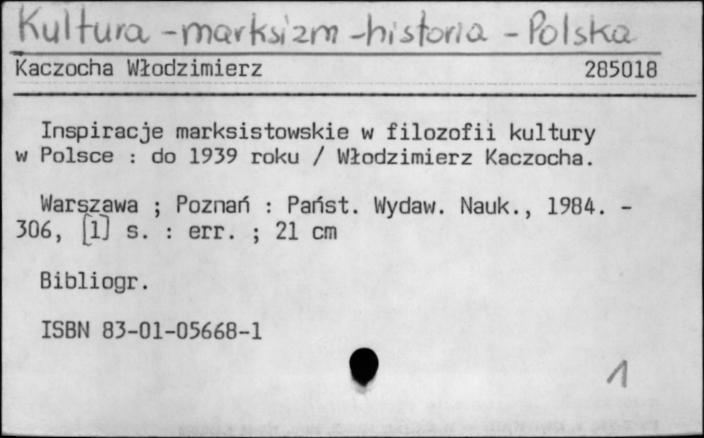 Kultura - marksizm - historia - Polska
Kaczocha Włodzimierz 285018
Inspiracje marksistowskie w filozofii kultury
w Polsce : do 1939 roku / Włodzimierz Kaczocha.
Warszawa ; Poznań : Państ. Wydaw. Nauk., 1984. -
306, [1] s. : err. ; 21 cm
Bibliogr.
ISBN 83-01-05668-1
1